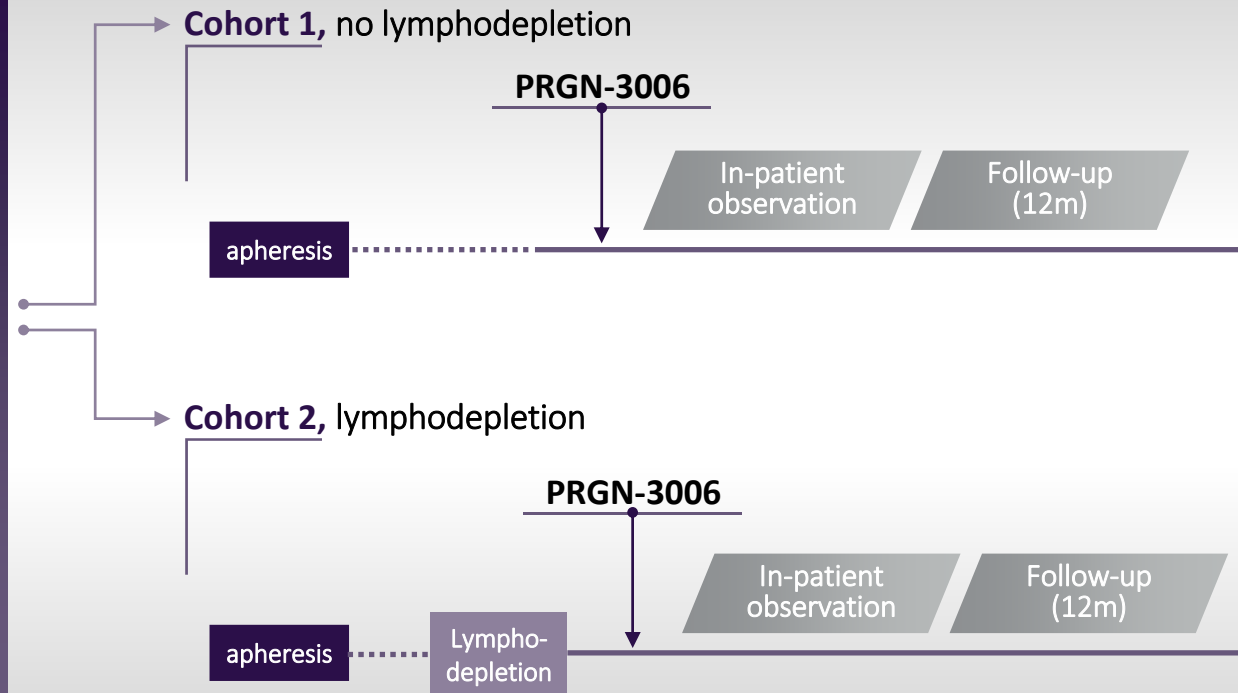 Cohort 1, no lymphodepletion
PRGN-3006
In-patient
observation
Follow-up
(12m)
apheresis
Cohort 2, lymphodepletion
PRGN-3006
In-patient
observation
Follow-up
(12m)
apheresis
Lympho-
depletion